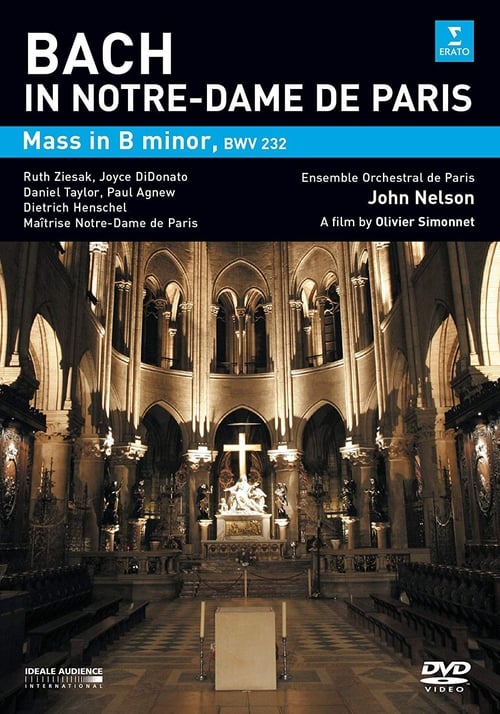 BACH
IN NOTRE-DAME DE PARIS
ERATO
Mass in B minor, BWV 232
Ruth Ziesak, Joyce DiDonato
Daniel Taylor, Paul Agnew
Dietrich Henschel
Maîtrise Notre-Dame de Paris
Ensemble Orchestral de Paris
John Nelson
A film by Olivier Simonnet
IDEALE AUDIENCE
INTERNATIONAL
DVD
VIDEO